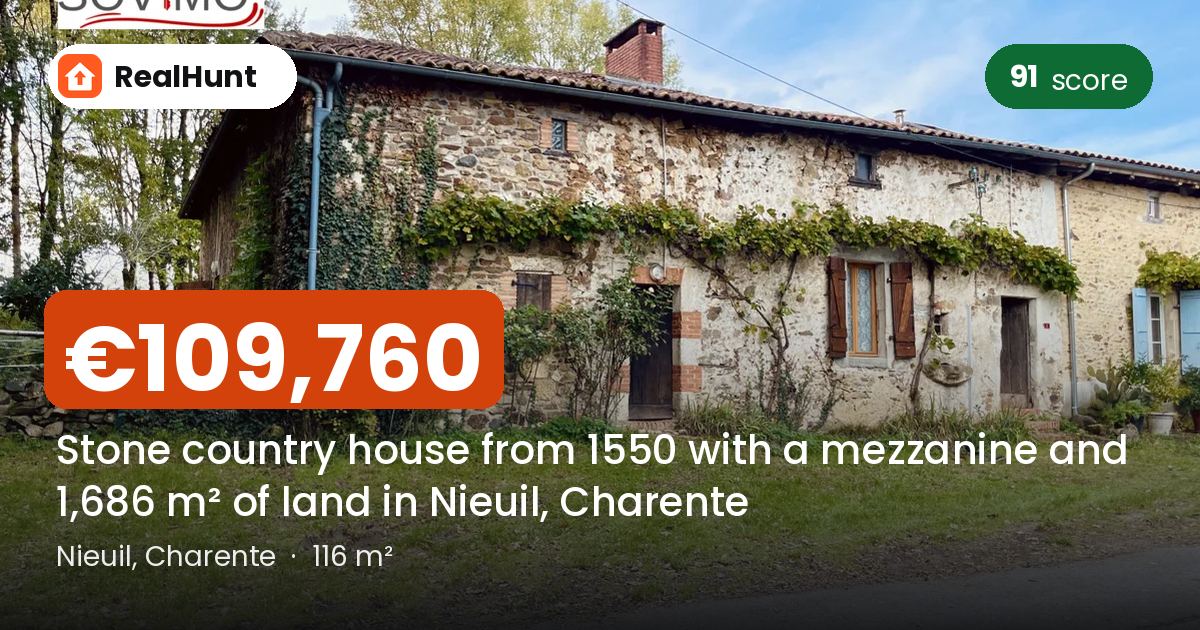 SOVIMO
RealHunt
91 score
€109,760
Stone country house from 1550 with a mezzanine and
1,686 m² of land in Nieuil, Charente
Nieuil, Charente · 116 m²